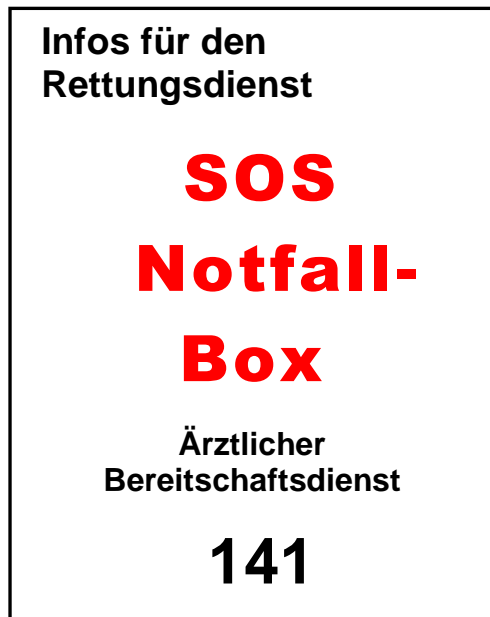 Infos für den
Rettungsdienst
SOS
Notfall-
Box
Ärztlicher
Bereitschaftsdienst
141